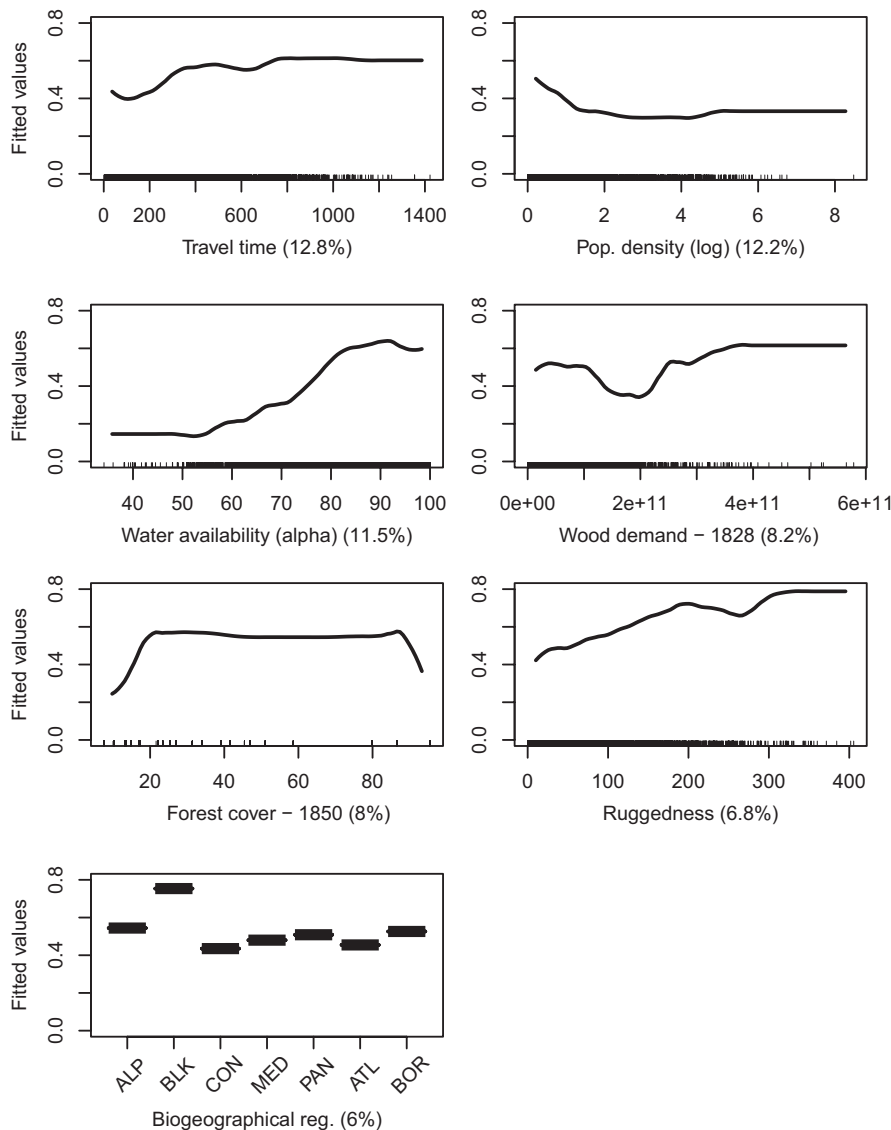 Fitted values
0.0 0.4 0.8
0 200 600 1000 1400
Travel time (12.8%)
0.0 0.4 0.8
0 2 4 6 8
Pop. density (log) (12.2%)
Fitted values
0.0 0.4 0.8
40 50 60 70 80 90 100
Water availability (alpha) (11.5%)
0.0 0.4 0.8
0e+00 2e+11 4e+11 6e+11
Wood demand − 1828 (8.2%)
Fitted values
0.0 0.4 0.8
20 40 60 80
Forest cover − 1850 (8%)
0.0 0.4 0.8
0 100 200 300 400
Ruggedness (6.8%)
Fitted values
0.0 0.4 0.8
ALP BLK CON MED PAN ATL BOR
Biogeographical reg. (6%)